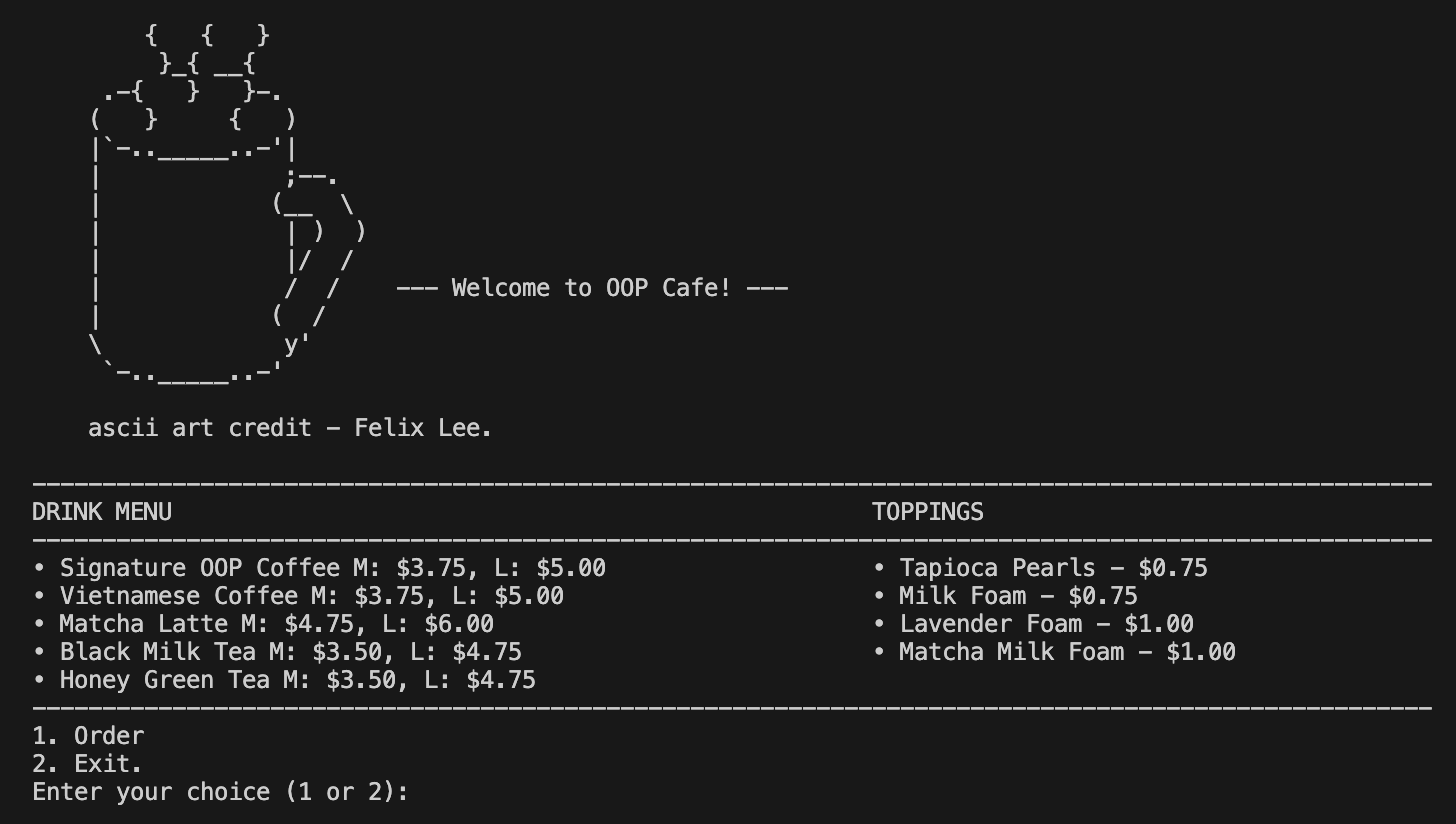 --- Welcome to OOP Cafe! ---
ascii art credit - Felix Lee.
DRINK MENU TOPPINGS
• Signature OOP Coffee M: $3.75, L: $5.00 • Tapioca Pearls - $0.75
• Vietnamese Coffee M: $3.75, L: $5.00 • Milk Foam - $0.75
• Matcha Latte M: $4.75, L: $6.00 • Lavender Foam - $1.00
• Black Milk Tea M: $3.50, L: $4.75 • Matcha Milk Foam - $1.00
• Honey Green Tea M: $3.50, L: $4.75
1. Order
2. Exit.
Enter your choice (1 or 2):